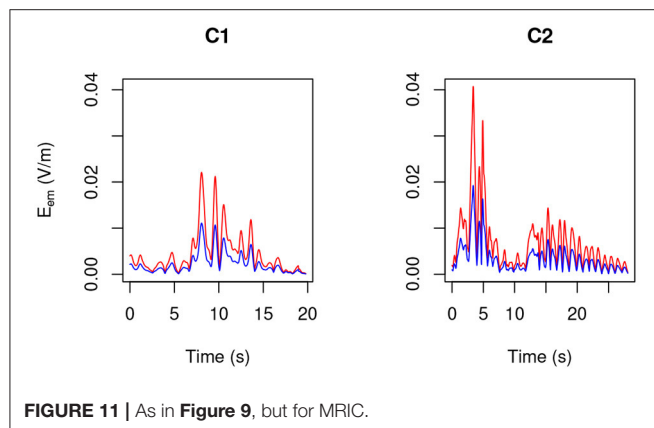 C1
C2
0.04
0.02
0.00
E_em (V/m)
0 5 10 15 20
Time (s)
0.04
0.02
0.00
0 5 10 20
Time (s)
FIGURE 11 | As in Figure 9, but for MRIC.